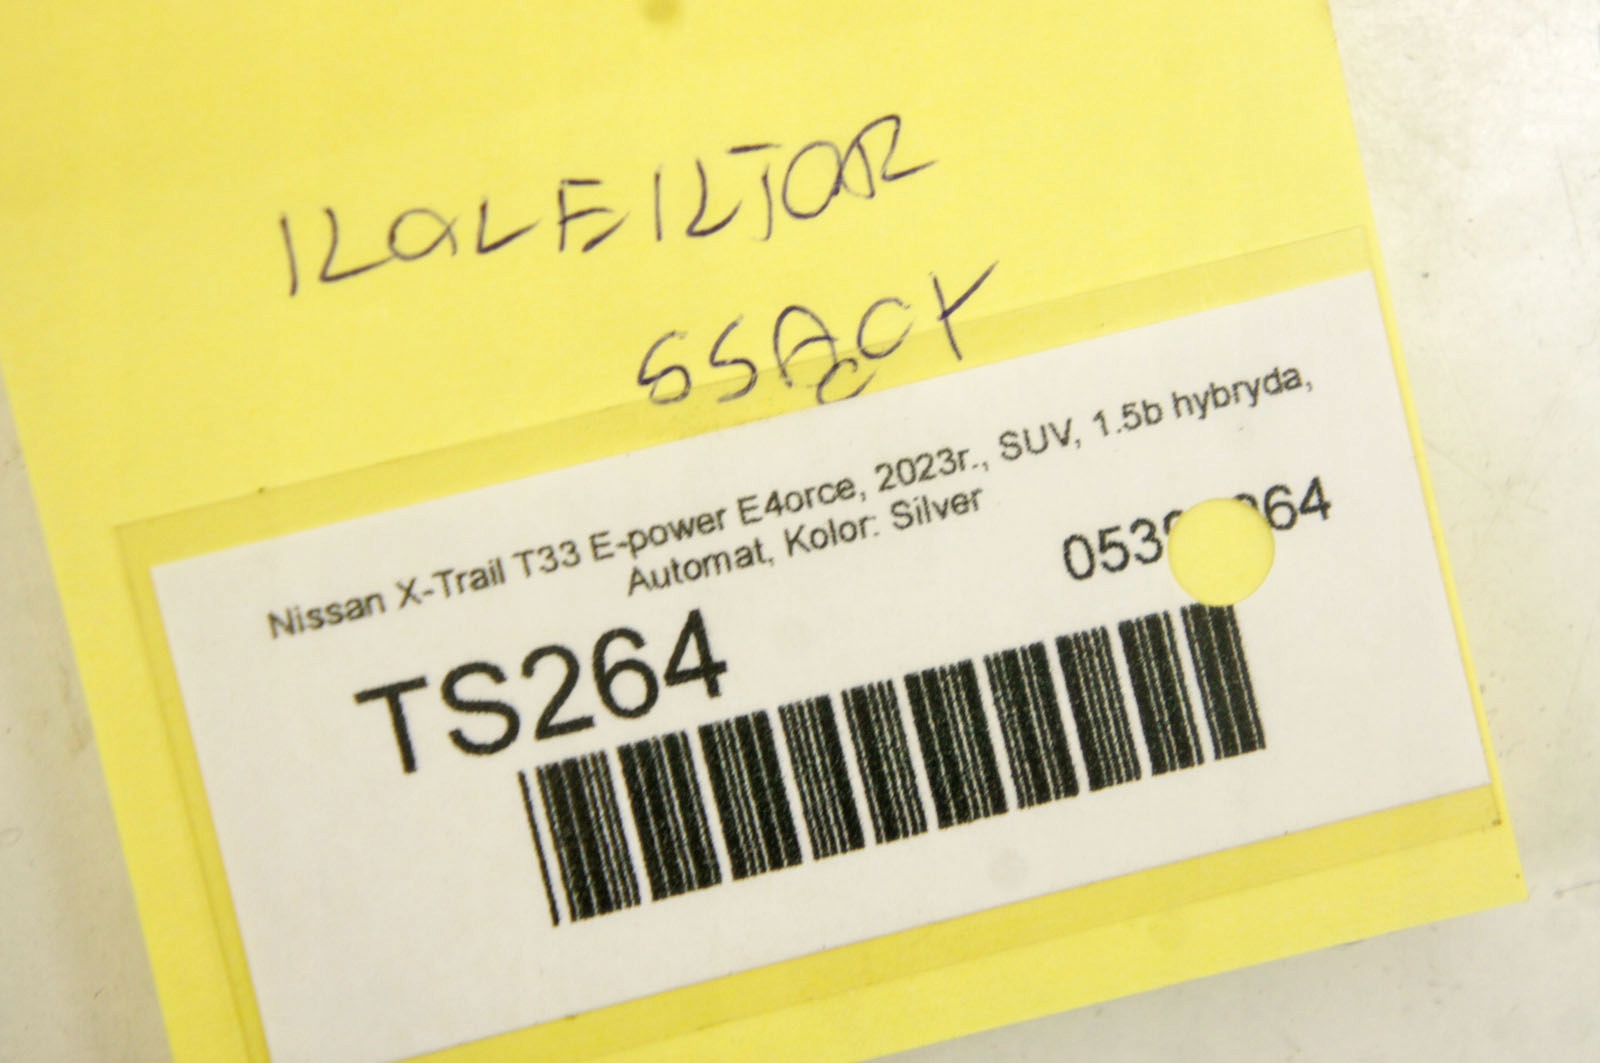 KOLEKTOR
SSĄCY
Nissan X-Trail T33 E-power E4orce, 2023r., SUV, 1.5b hybryda,
Automat, Kolor: Silver
TS264